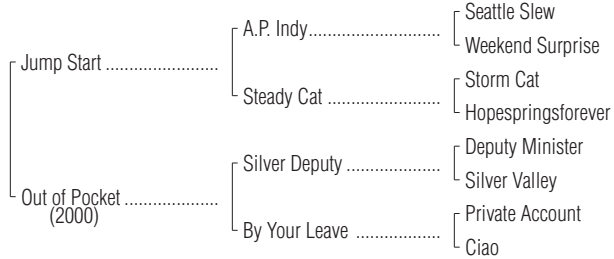 Seattle Slew
A.P. Indy..............................
Weekend Surprise
Jump Start ..........................
Storm Cat
Steady Cat ..........................
Hopespringsforever
Deputy Minister
Silver Deputy .....................
Silver Valley
Out of Pocket .....................
(2000)
Private Account
By Your Leave ...................
Ciao